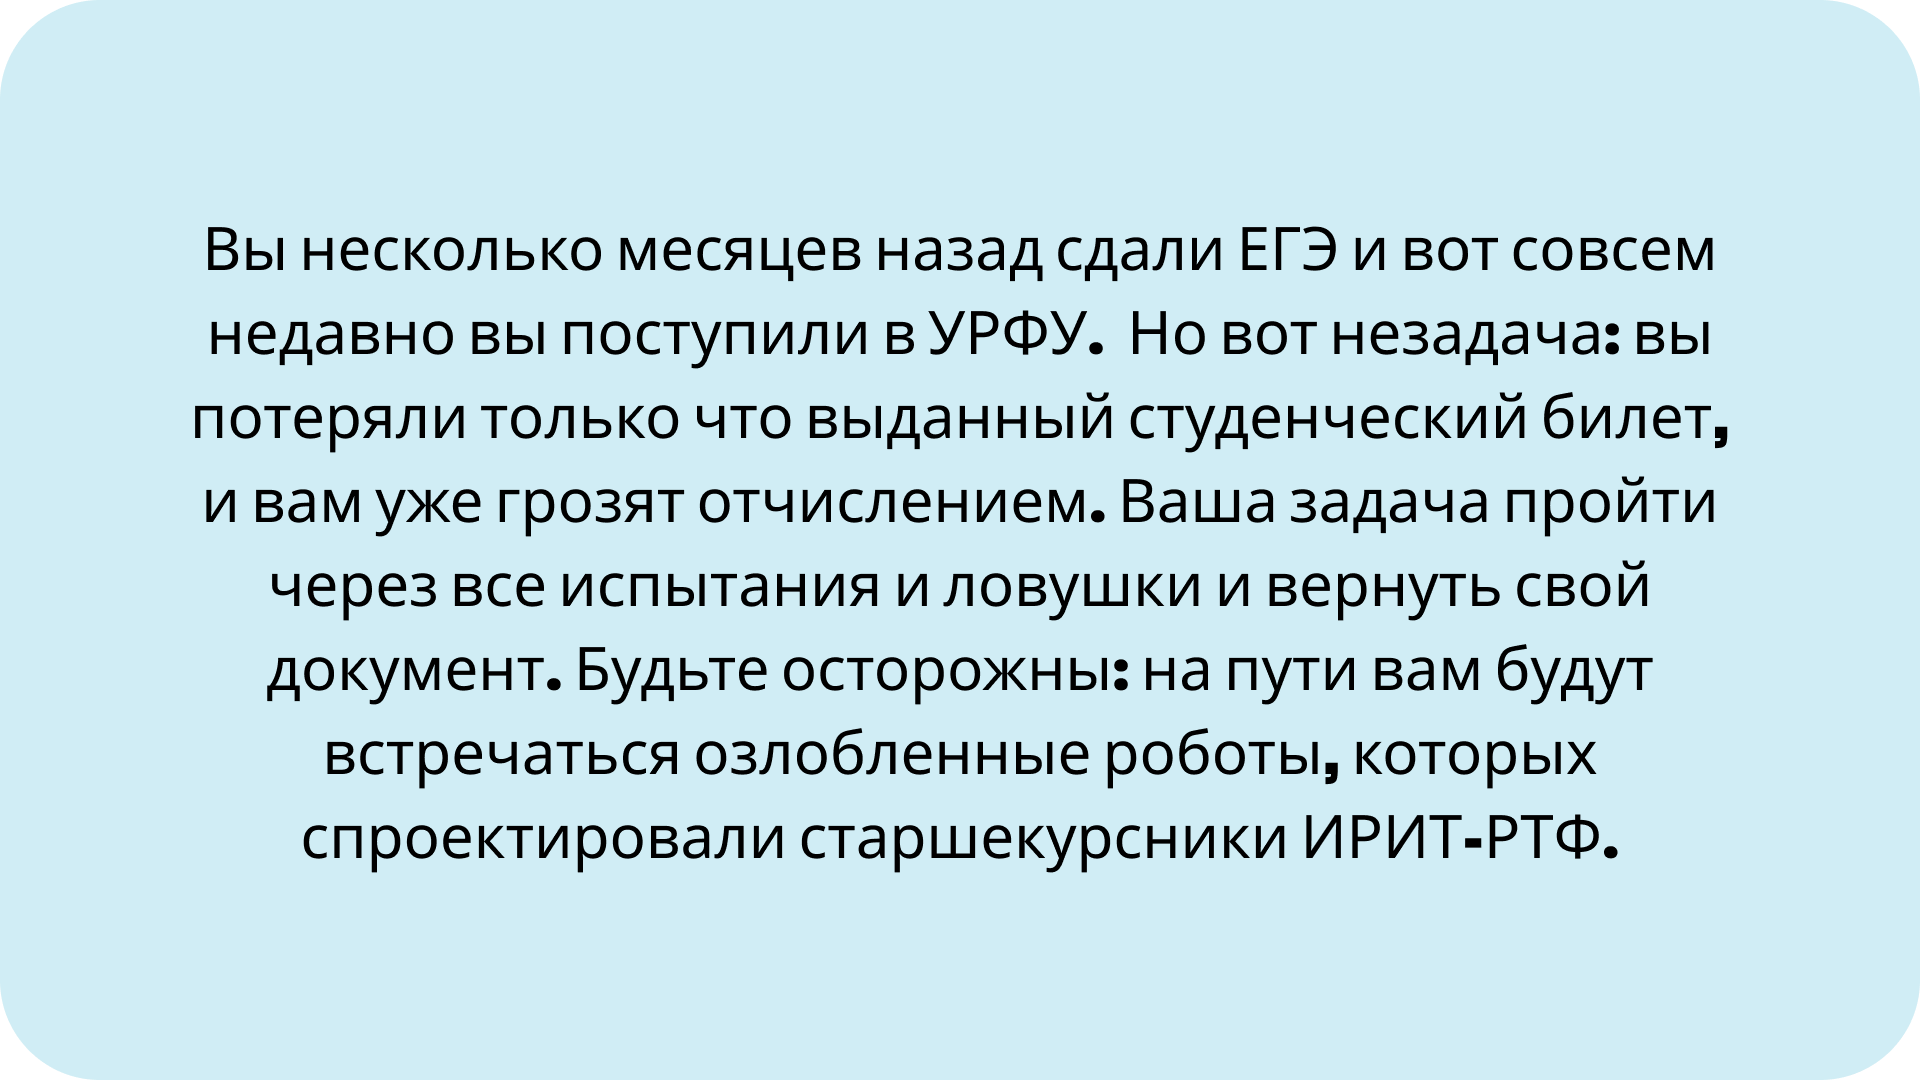 Вы несколько месяцев назад сдали ЕГЭ и вот совсем
недавно вы поступили в УРФУ.  Но вот незадача: вы
потеряли только что выданный студенческий билет,
и вам уже грозят отчислением. Ваша задача пройти
через все испытания и ловушки и вернуть свой
документ. Будьте осторожны: на пути вам будут
встречаться озлобленные роботы, которых
спроектировали старшекурсники ИРИТ-РТФ.